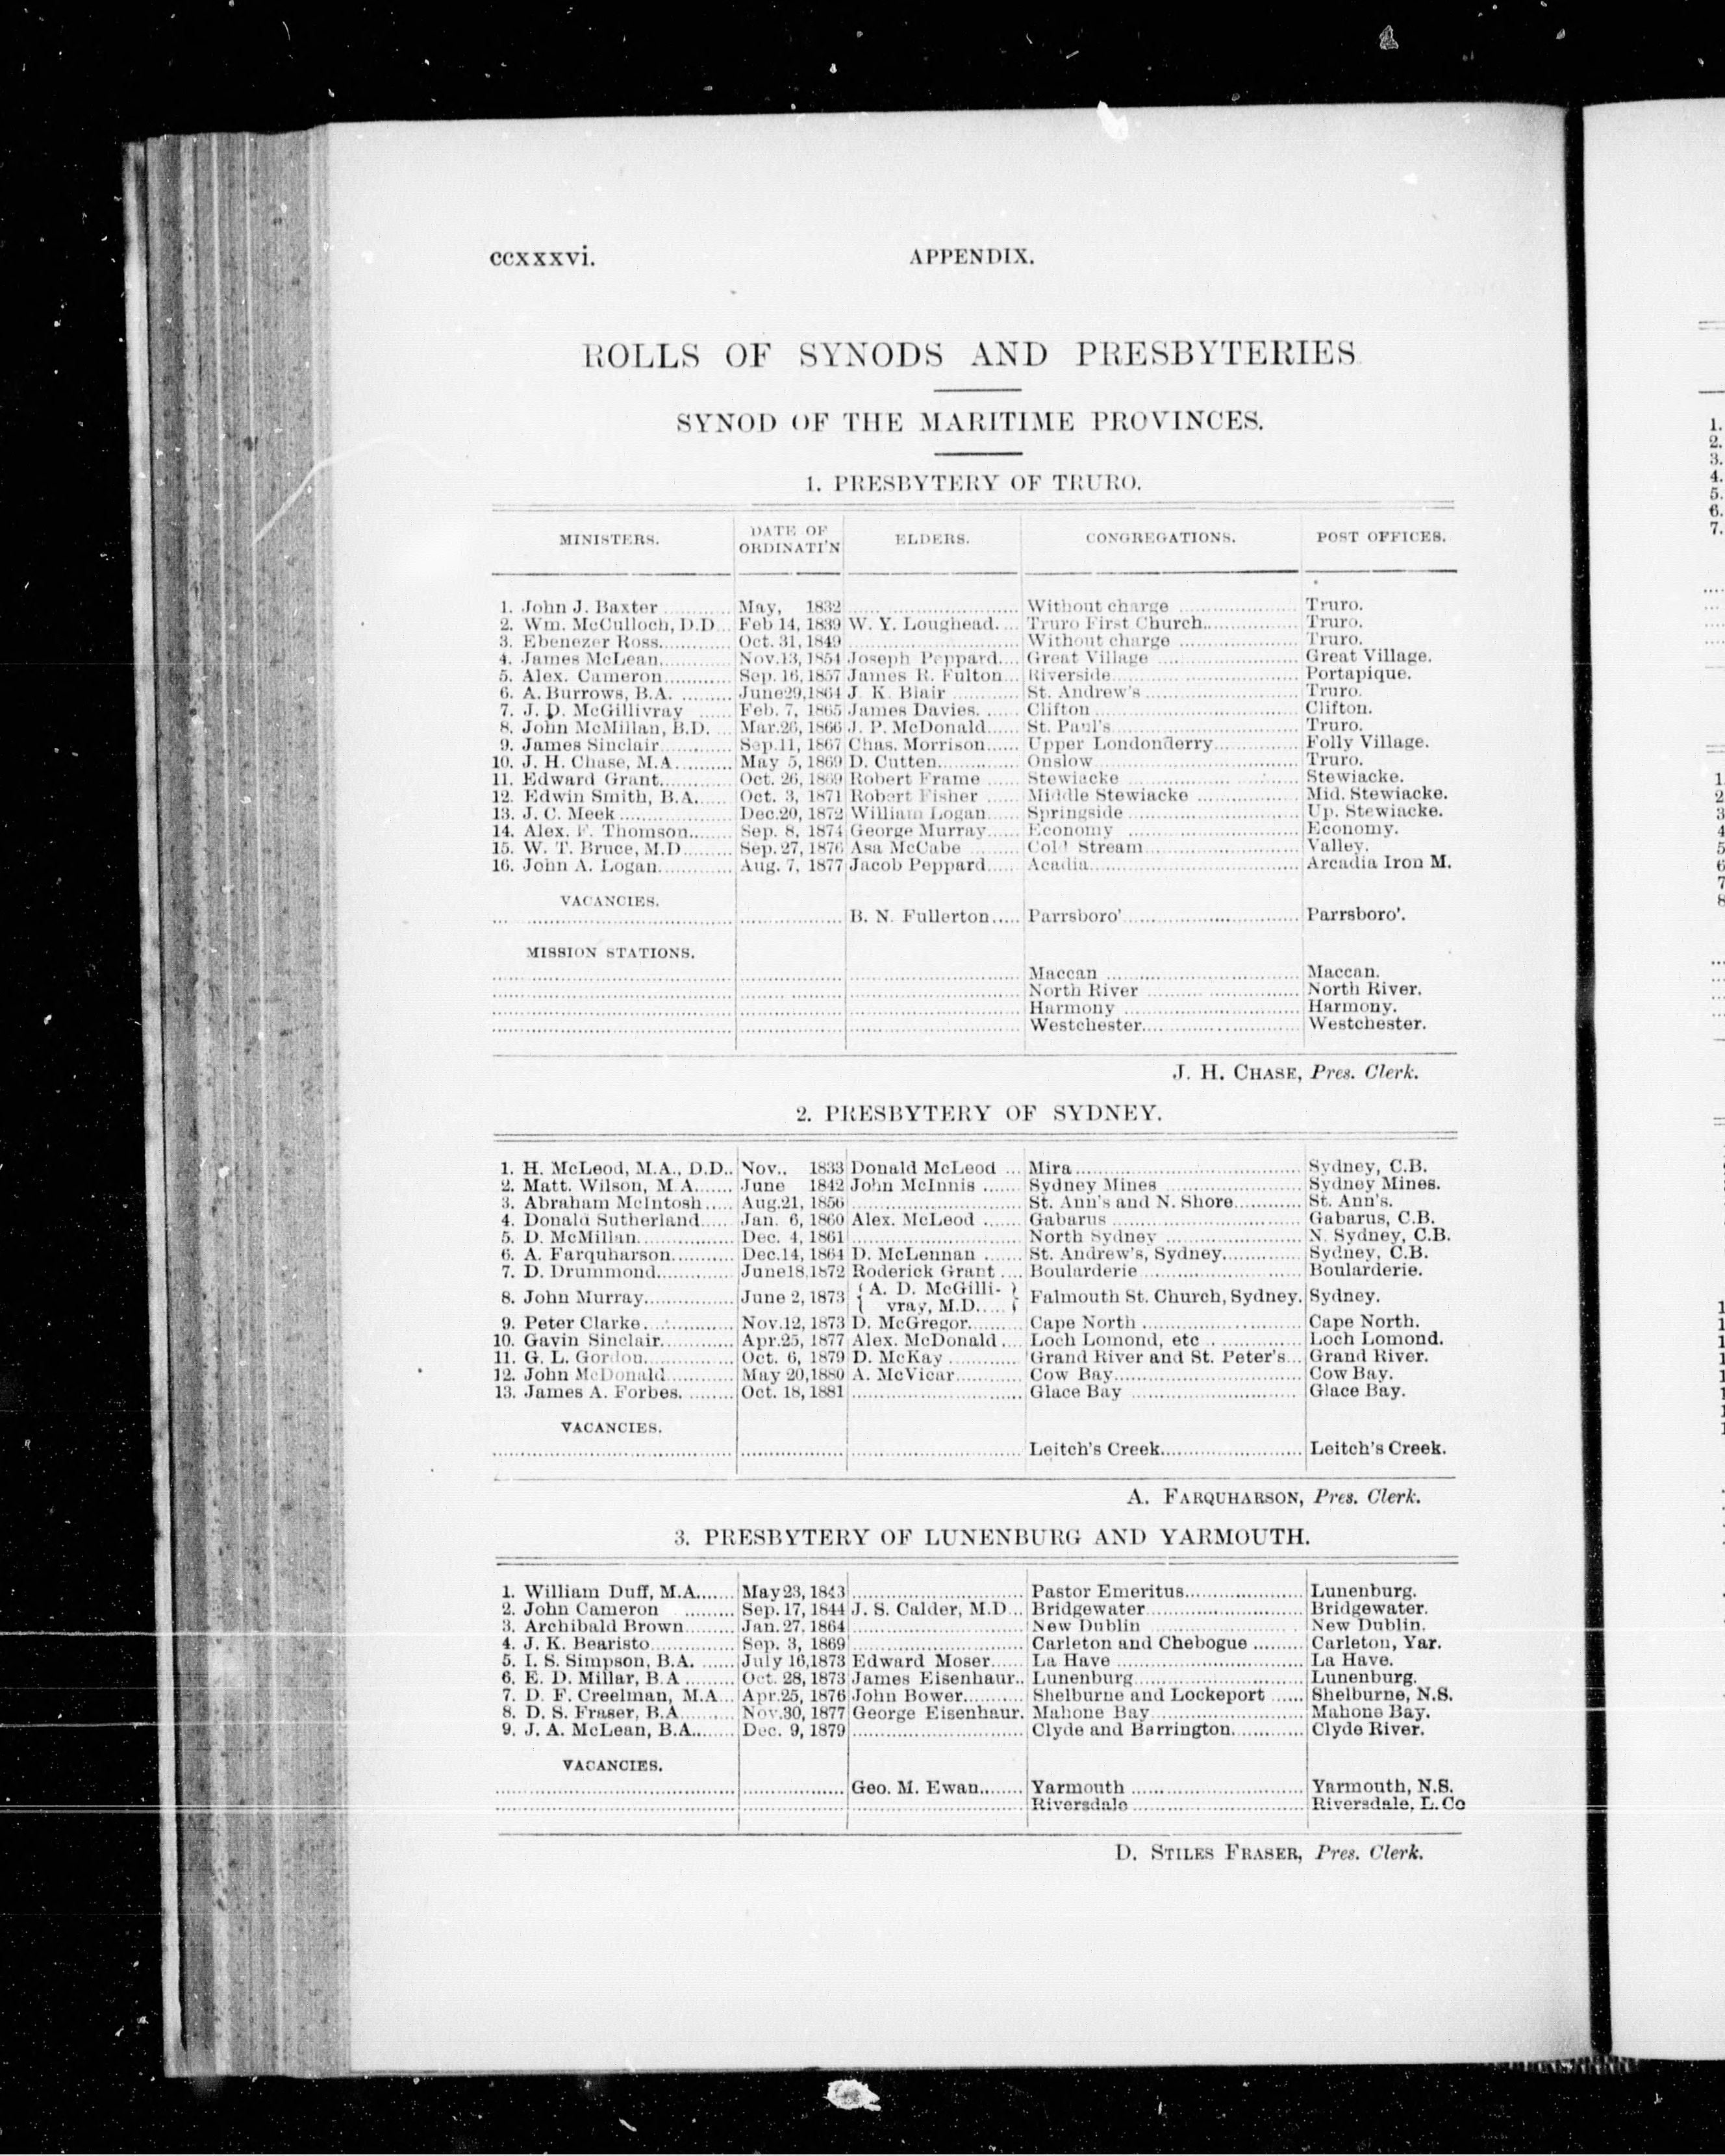 ccxxxvi. APPENDIX.
ROLLS OF SYNODS AND PRESBYTERIES
SYNOD OF THE MARITIME PROVINCES.
1. PRESBYTERY OF TRURO.
MINISTERS. DATE OF ORDINATI'N ELDERS. CONGREGATIONS. POST OFFICES.
1. John J. Baxter May, 1832 Without charge Truro.
2. Wm. McCulloch, D.D Feb 14, 1839 W. Y. Loughead. Truro First Church. Truro.
3. Ebenezer Ross. Oct. 31, 1849 Without charge Truro.
4. James McLean. Nov.13, 1854 Joseph Peppard. Great Village Great Village.
5. Alex. Cameron Sep. 16, 1857 James R. Fulton Riverside Portapique.
6. A. Burrows, B.A. June29,1864 J K. Blair St. Andrew's Truro.
7. J. D. McGillivray Feb. 7, 1865 James Davies. Clifton Clifton.
8. John McMillan, B.D. Mar.26, 1866 J. P. McDonald St. Paul's Truro.
9. James Sinclair Sep.11, 1867 Chas. Morrison Upper Londonderry Folly Village.
10. J. H. Chase, M.A May 5, 1869 D. Cutten Onslow Truro.
11. Edward Grant. Oct. 26, 1869 Robert Frame Stewiacke Stewiacke.
12. Edwin Smith, B.A. Oct. 3, 1871 Robert Fisher Middle Stewiacke Mid. Stewiacke.
13. J. C. Meek Dec.20, 1872 William Logan Springside Up. Stewiacke.
14. Alex. F. Thomson Sep. 8, 1874 George Murray Economy Economy.
15. W. T. Bruce, M.D Sep. 27, 1876 Asa McCabe Stream Valley.
16. John A. Logan Aug. 7, 1877 Jacob Peppard Acadia Arcadia Iron M.
VACANCIES.
B. N. Fullerton Parrsboro' Parrsboro'.
MISSION STATIONS.
Maccan Maccan.
North River North River.
Harmony Harmony.
Westchester Westchester.
J. H. CHASE, Pres. Clerk.
2. PRESBYTERY OF SYDNEY.
1. H. McLeod, M.A., D.D. Nov., 1833 Donald McLeod Mira Sydney, C.B.
2. Matt. Wilson, M A. June 1842 John McInnis Sydney Mines Sydney Mines.
3. Abraham McIntosh Aug.21, 1856 St. Ann's and N. Shore St. Ann's.
4. Donald Sutherland Jan. 6, 1860 Alex. McLeod Gabarus Gabarus, C.B.
5. D. McMillan Dec. 4, 1861 North Sydney N. Sydney, C.B.
6. A. Farquharson Dec.14, 1864 D. McLennan St. Andrew's, Sydney Sydney, C.B.
7. D. Drummond June18,1872 Roderick Grant Boularderie Boularderie.
8. John Murray June 2, 1873 { A. D. McGilli- vray, M.D. } Falmouth St. Church, Sydney. Sydney.
9. Peter Clarke Nov.12, 1873 D. McGregor Cape North Cape North.
10. Gavin Sinclair Apr.25, 1877 Alex. McDonald Loch Lomond, etc Loch Lomond.
11. G. L. Gordon Oct. 6, 1879 D. McKay Grand River and St. Peter's Grand River.
12. John McDonald May 20,1880 A. McVicar Cow Bay Cow Bay.
13. James A. Forbes. Oct. 18, 1881 Glace Bay Glace Bay.
VACANCIES.
Leitch's Creek Leitch's Creek.
A. FARQUHARSON, Pres. Clerk.
3. PRESBYTERY OF LUNENBURG AND YARMOUTH.
1. William Duff, M.A. May 23, 1843 Pastor Emeritus Lunenburg.
2. John Cameron Sep. 17, 1844 J. S. Calder, M.D Bridgewater Bridgewater.
3. Archibald Brown Jan. 27, 1864 New Dublin New Dublin.
4. J. K. Bearisto Sep. 3, 1869 Carleton and Chebogue Carleton, Yar.
5. I. S. Simpson, B.A. July 16,1873 Edward Moser La Have La Have.
6. E. D. Millar, B.A Oct. 28, 1873 James Eisenhaur. Lunenburg Lunenburg.
7. D. F. Creelman, M.A Apr.25, 1876 John Bower Shelburne and Lockeport Shelburne, N.S.
8. D. S. Fraser, B.A Nov.30, 1877 George Eisenhaur. Mahone Bay Mahone Bay.
9. J. A. McLean, B.A. Dec. 9, 1879 Clyde and Barrington Clyde River.
VACANCIES.
Geo. M. Ewan Yarmouth Yarmouth, N.S.
Riversdale Riversdale, L. Co
D. STILES FRASER, Pres. Clerk.